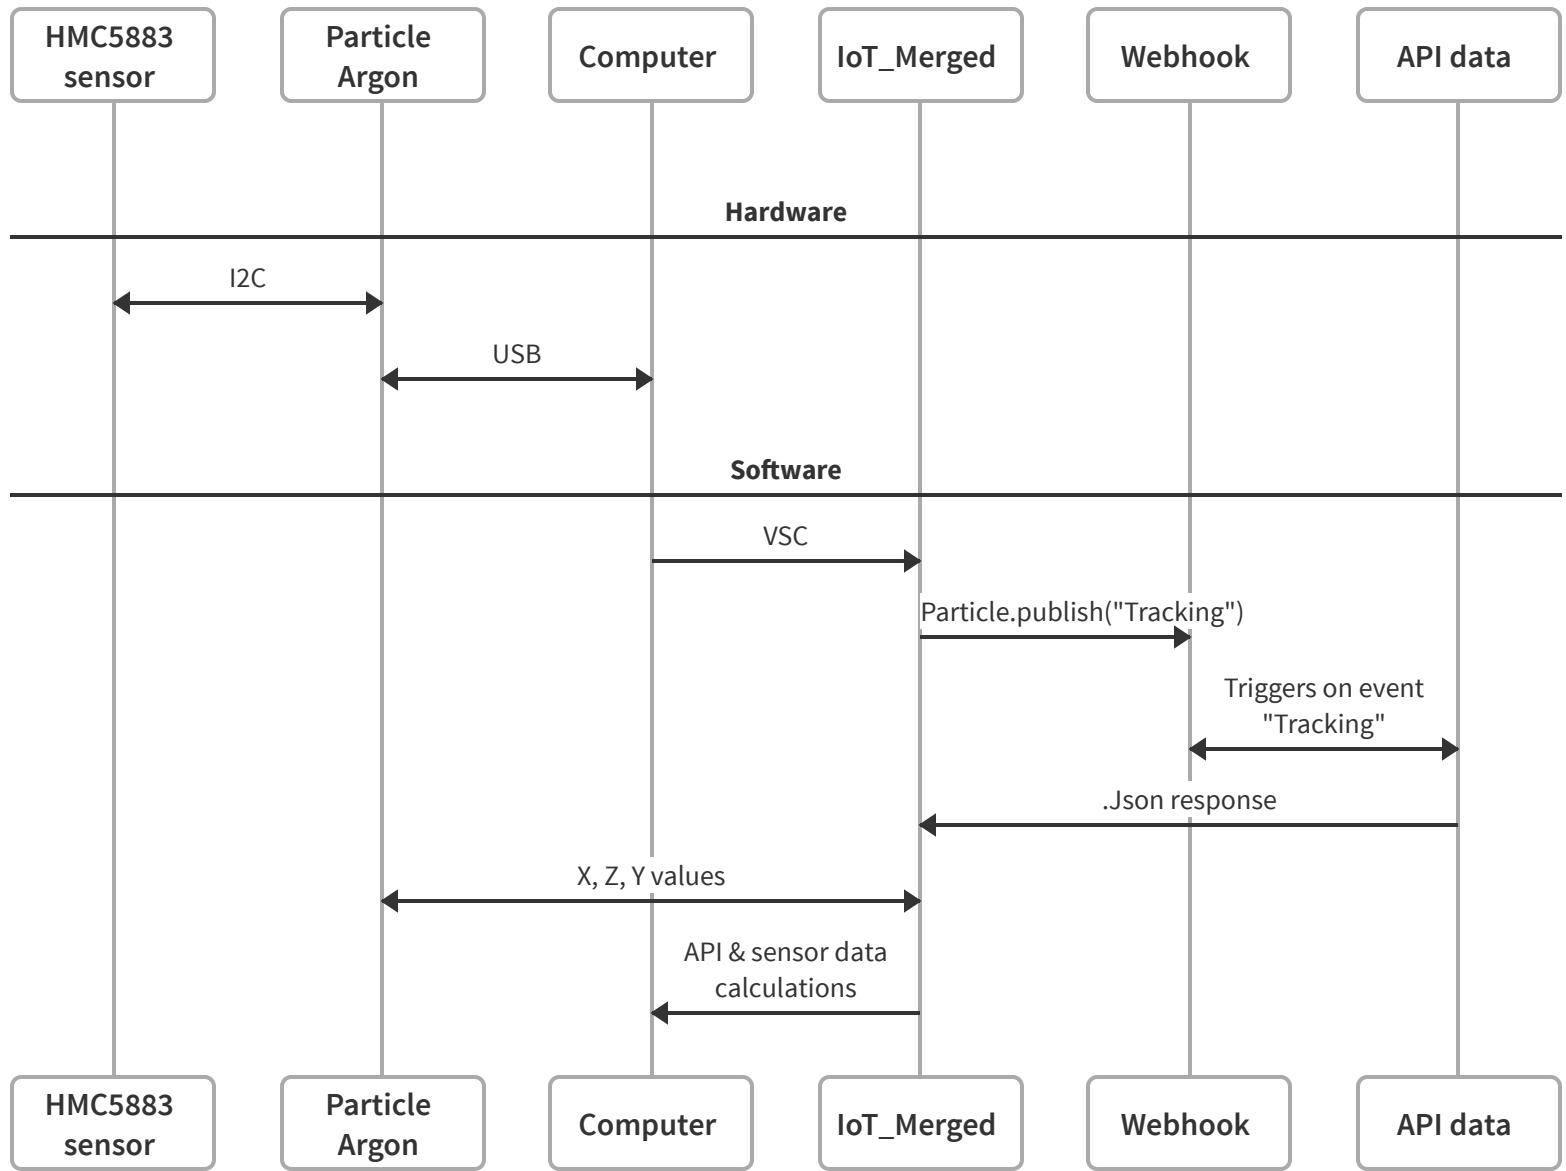 HMC5883
sensor
Particle
Argon
Computer
IoT_Merged
Webhook
API data
Hardware
I2C
USB
Software
VSC
Particle.publish("Tracking")
Triggers on event
"Tracking"
.Json response
X, Z, Y values
API & sensor data
calculations
HMC5883
sensor
Particle
Argon
Computer
IoT_Merged
Webhook
API data